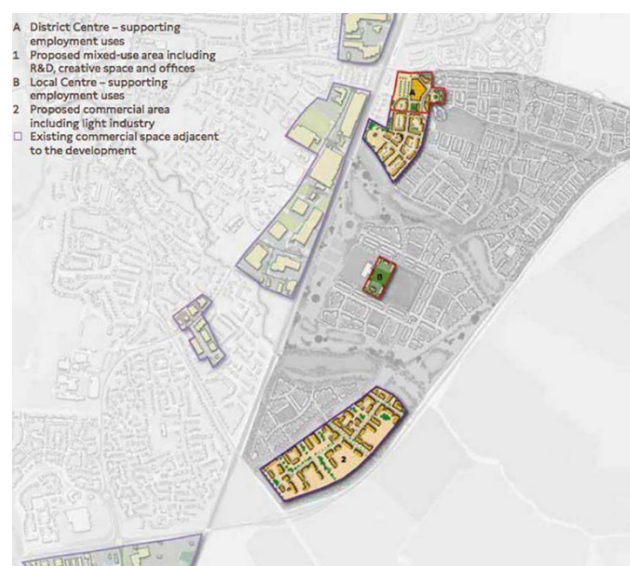 A District Centre – supporting
employment uses
1 Proposed mixed-use area including
R&D, creative space and offices
B Local Centre – supporting
employment uses
2 Proposed commercial area
including light industry
Existing commercial space adjacent
to the development
A
B
2